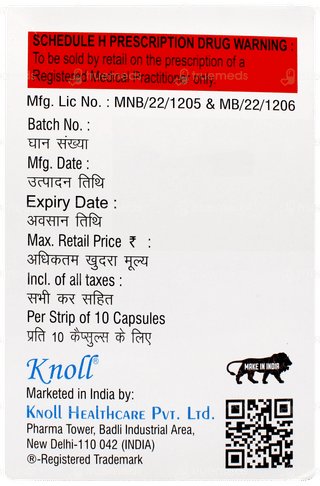 SCHEDULE H PRESCRIPTION DRUG WARNING :
To be sold by retail on the prescription of a
Registered Medical Practitioner only.
Mfg. Lic No. : MNB/22/1205 & MB/22/1206
Batch No. :
घान संख्या
Mfg. Date :
उत्पादन तिथि
Expiry Date :
अवसान तिथि
Max. Retail Price ₹ :
अधिकतम खुदरा मूल्य
Incl. of all taxes :
सभी कर सहित
Per Strip of 10 Capsules
प्रति 10 कैप्सुल्स के लिए
Knoll®
MAKE IN INDIA
Marketed in India by:
KNOLL HEALTHCARE PVT. LTD.
Pharma Tower, Badli Industrial Area,
New Delhi-110 042 (INDIA)
®-Registered Trademark